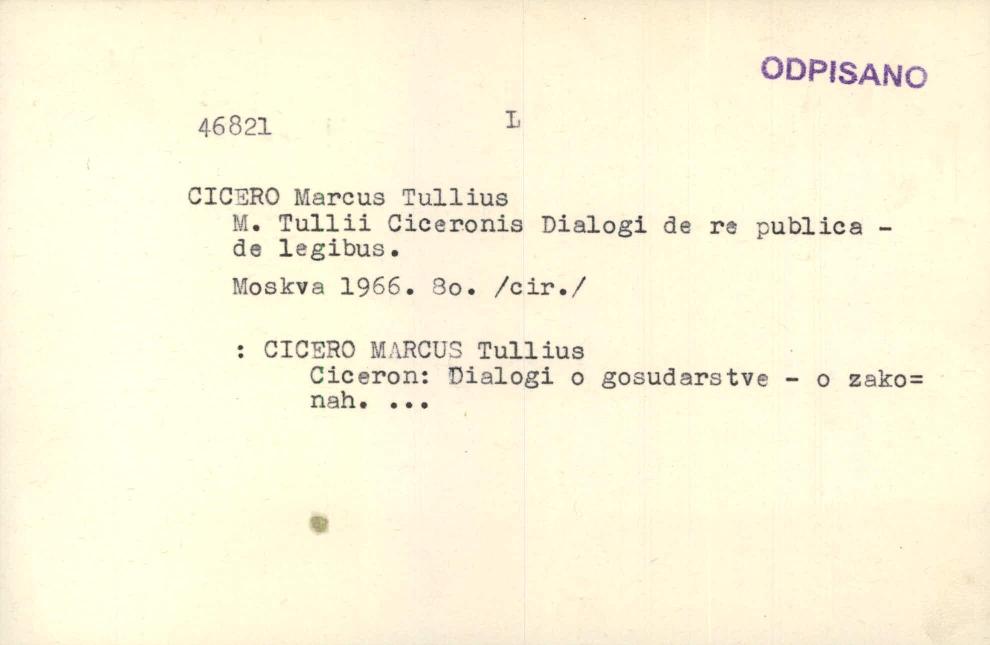 ODPISANO
46821 L
CICERO Marcus Tullius
M. Tullii Ciceronis Dialogi de re publica -
de legibus.
Moskva 1966. 8o. /cir./
: CICERO MARCUS Tullius
Ciceron: Dialogi o gosudarstve - o zako=
nah. ...